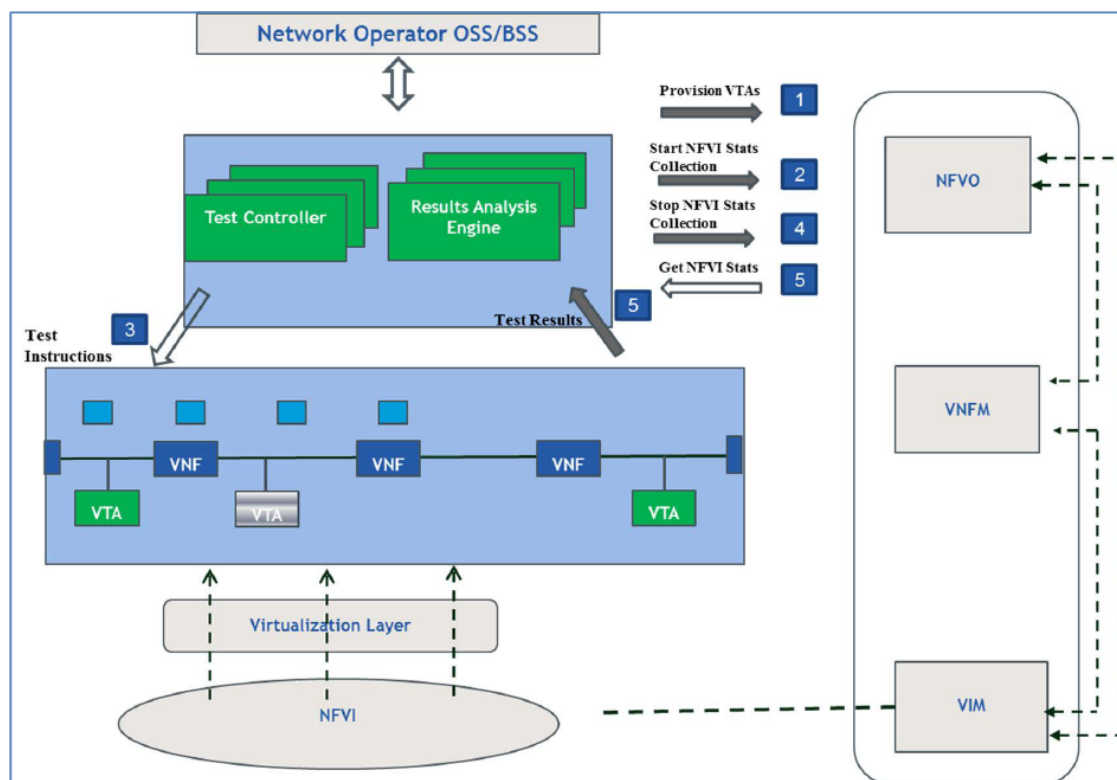 Network Operator OSS/BSS
Provision VTAs
1
Start NFVI Stats
Collection
2
Stop NFVI Stats
Collection
4
Get NFVI Stats
5
Test Controller
Results Analysis
Engine
NFVO
3
Test
Instructions
5
Test Results
VNF
VNF
VNF
VTA
VTA
VTA
VNFM
Virtualization Layer
NFVI
VIM